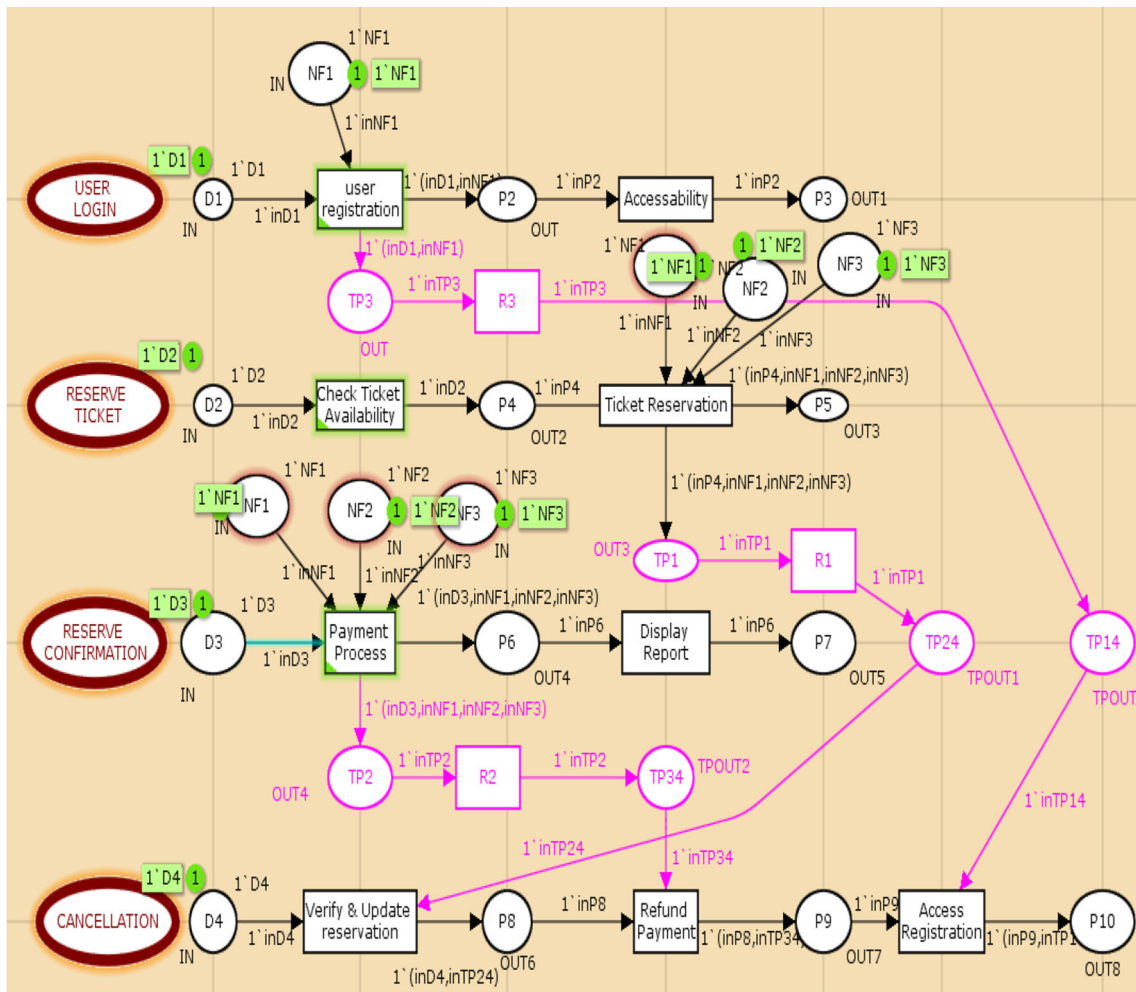 1`NF1
NF1
1
1`NF1
IN
1`inNF1
1`D1
1
1`D1
USER
LOGIN
D1
IN
1`inD1
user
registration
1`(inD1,inNF1)
P2
OUT
1`inP2
Accessability
1`inP2
P3
OUT1
1`(inD1,inNF1)
TP3
OUT
1`inTP3
R3
1`inTP3
1`NF1
1`NF1
1
1`NF2
IN
1
1`NF2
NF2
IN
1`NF3
NF3
1
1`NF3
IN
1`inNF1
1`inNF2
1`inNF3
1`D2
1
1`D2
RESERVE
TICKET
D2
IN
1`inD2
Check Ticket
Availability
1`inD2
P4
OUT2
1`inP4
Ticket Reservation
1`(inP4,inNF1,inNF2,inNF3)
P5
OUT3
1`(inP4,inNF1,inNF2,inNF3)
1`NF1
1`NF1
NF1
IN
1`NF2
NF2
1
1`NF2
IN
1`NF3
NF3
1
1`NF3
IN
1`inNF1
1`inNF2
1`inNF3
OUT3
TP1
1`inTP1
R1
1`inTP1
1`D3
1
1`D3
RESERVE
CONFIRMATION
D3
IN
1`inD3
Payment
Process
1`(inD3,inNF1,inNF2,inNF3)
P6
OUT4
1`inP6
Display
Report
1`inP6
P7
OUT5
TP24
TPOUT1
TP14
TPOUT
1`(inD3,inNF1,inNF2,inNF3)
TP2
OUT4
1`inTP2
R2
1`inTP2
TP34
TPOUT2
1`inTP14
1`inTP24
1`inTP34
1`D4
1
1`D4
CANCELLATION
D4
IN
1`inD4
Verify & Update
reservation
1`(inD4,inTP24)
P8
OUT6
1`inP8
Refund
Payment
1`(inP8,inTP34)
P9
OUT7
1`inP9
Access
Registration
1`(inP9,inTP1
P10
OUT8